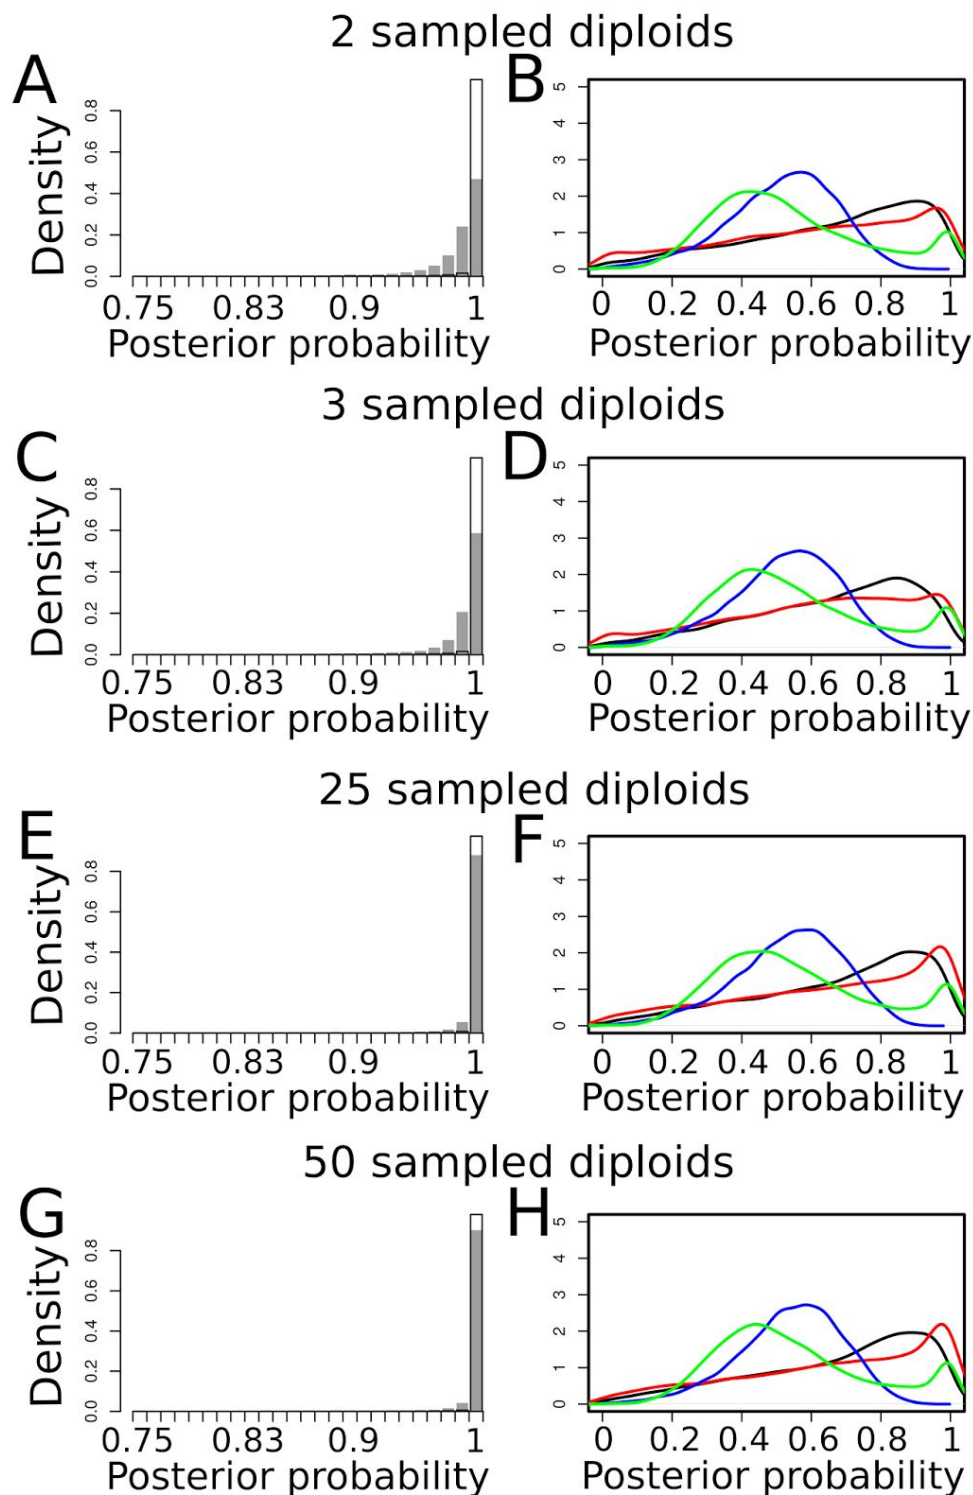 2 sampled diploids
A
Density
0.0 0.2 0.4 0.6 0.8
0.75 0.83 0.9 1
Posterior probability
B
0 1 2 3 4 5
0 0.2 0.4 0.6 0.8 1
Posterior probability
3 sampled diploids
C
Density
0.0 0.2 0.4 0.6 0.8
0.75 0.83 0.9 1
Posterior probability
D
0 1 2 3 4 5
0 0.2 0.4 0.6 0.8 1
Posterior probability
25 sampled diploids
E
Density
0.0 0.2 0.4 0.6 0.8
0.75 0.83 0.9 1
Posterior probability
F
0 1 2 3 4 5
0 0.2 0.4 0.6 0.8 1
Posterior probability
50 sampled diploids
G
Density
0.0 0.2 0.4 0.6 0.8
0.75 0.83 0.9 1
Posterior probability
H
0 1 2 3 4 5
0 0.2 0.4 0.6 0.8 1
Posterior probability